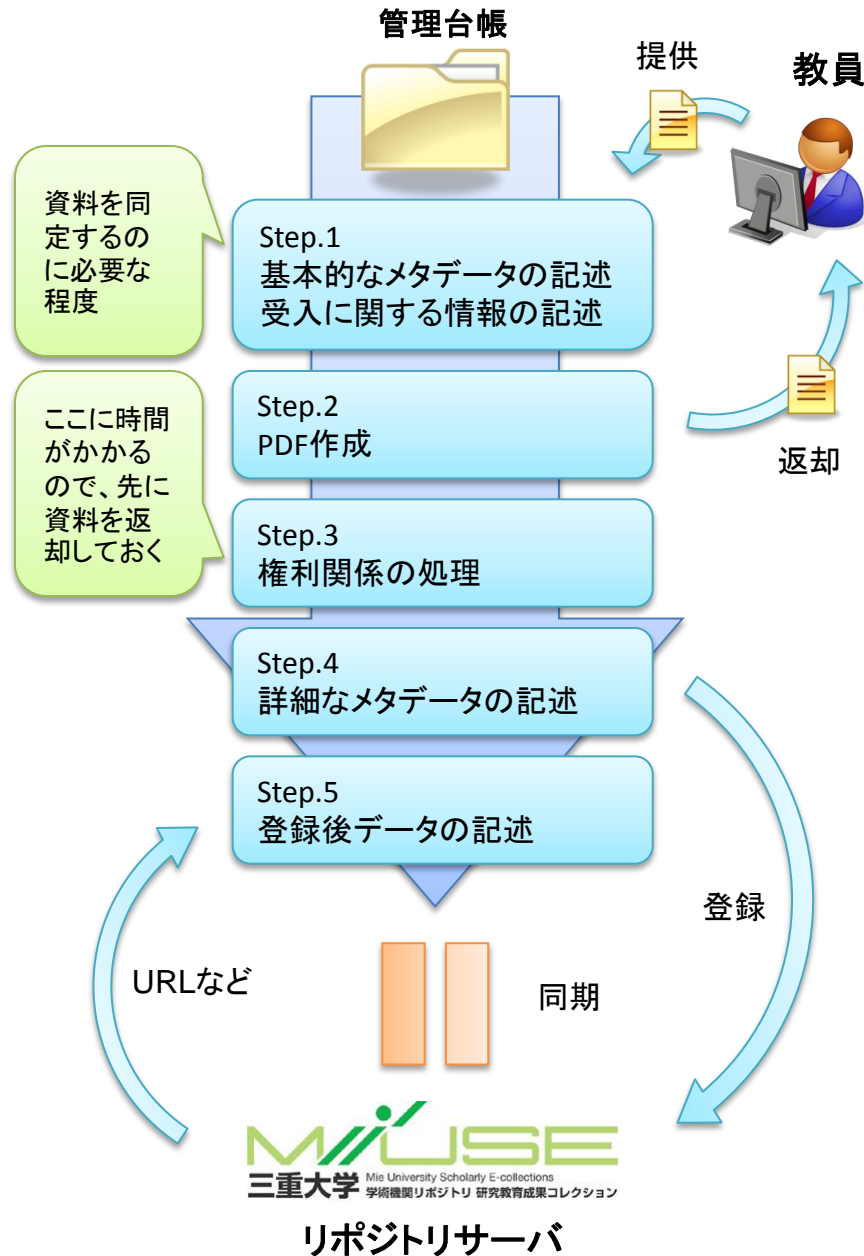 管理台帳
提供
教員
資料を同
定するの
に必要な
程度
Step.1
基本的なメタデータの記述
受入に関する情報の記述
ここに時間
がかかる
ので、先に
資料を返
却しておく
Step.2
PDF作成
返却
Step.3
権利関係の処理
Step.4
詳細なメタデータの記述
Step.5
登録後データの記述
登録
URLなど
同期
MIUSE
三重大学 Mie University Scholarly E-collections
学術機関リポジトリ 研究教育成果コレクション
リポジトリサーバ